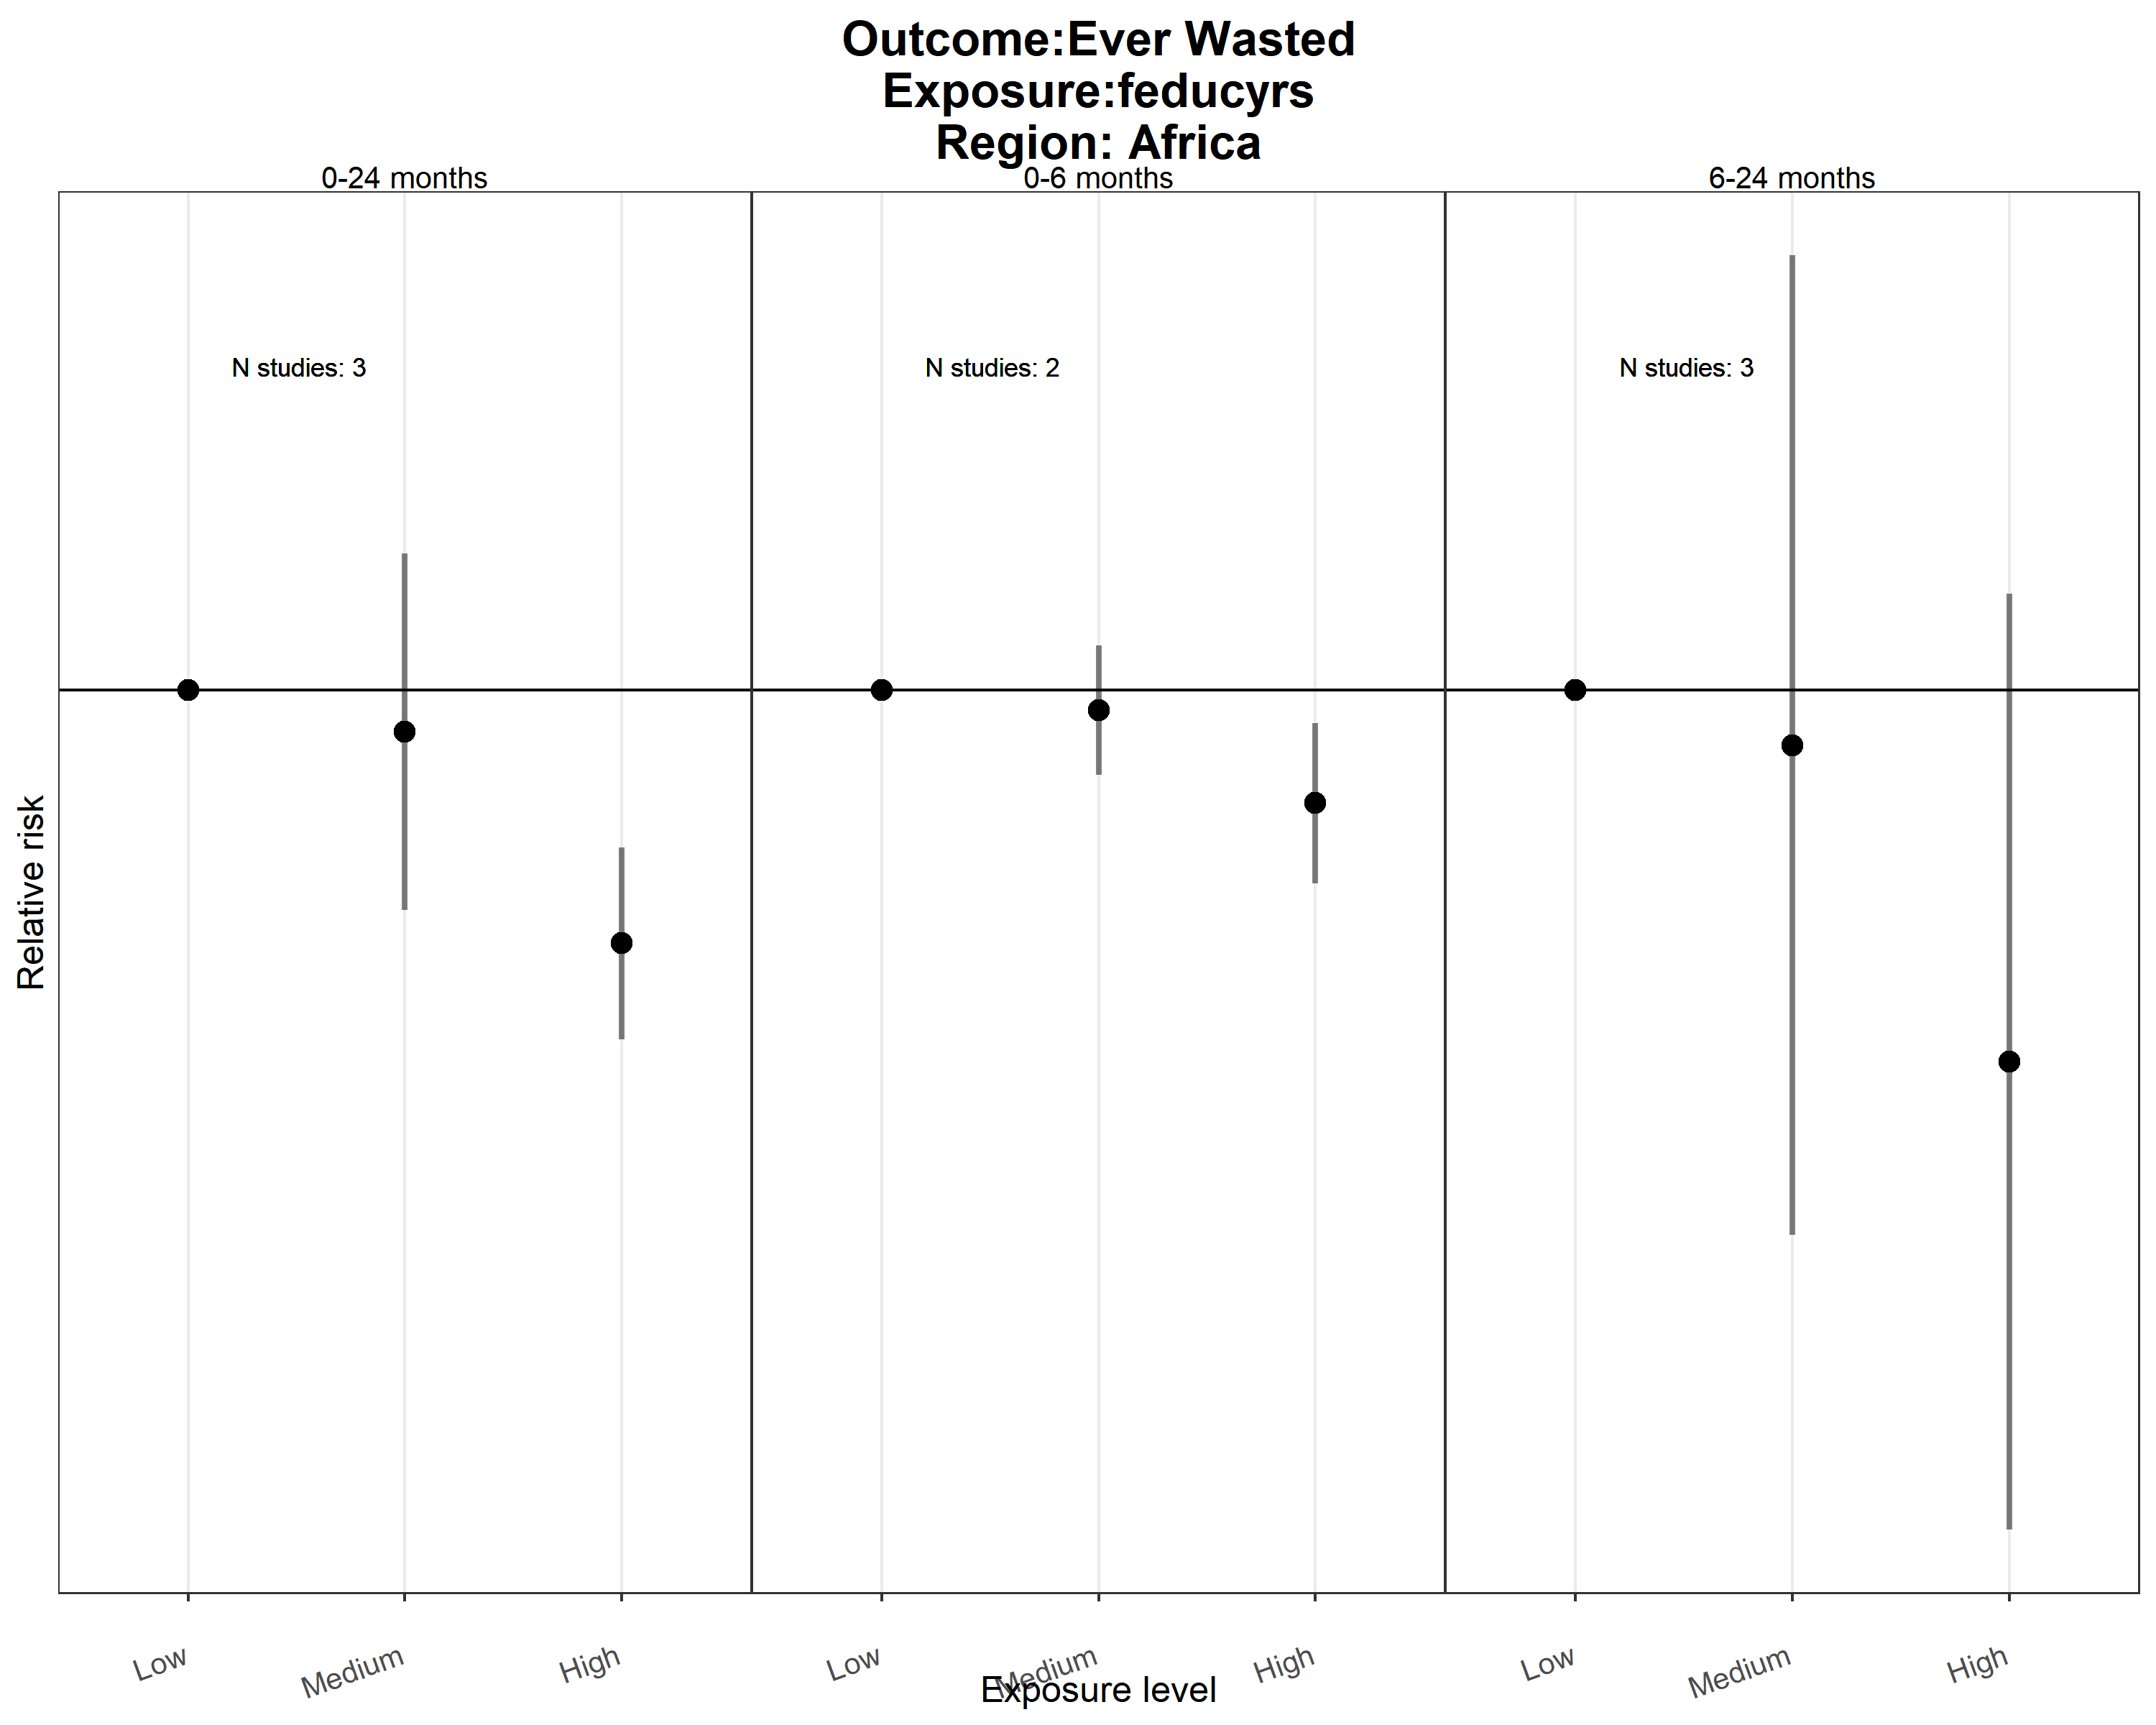 Outcome:Ever Wasted
Exposure:feducyrs
Region: Africa
0-24 months
0-6 months
6-24 months
N studies: 3
N studies: 2
N studies: 3
Relative risk
Low
Medium
High
Low
Medium
High
Low
Medium
High
Exposure level